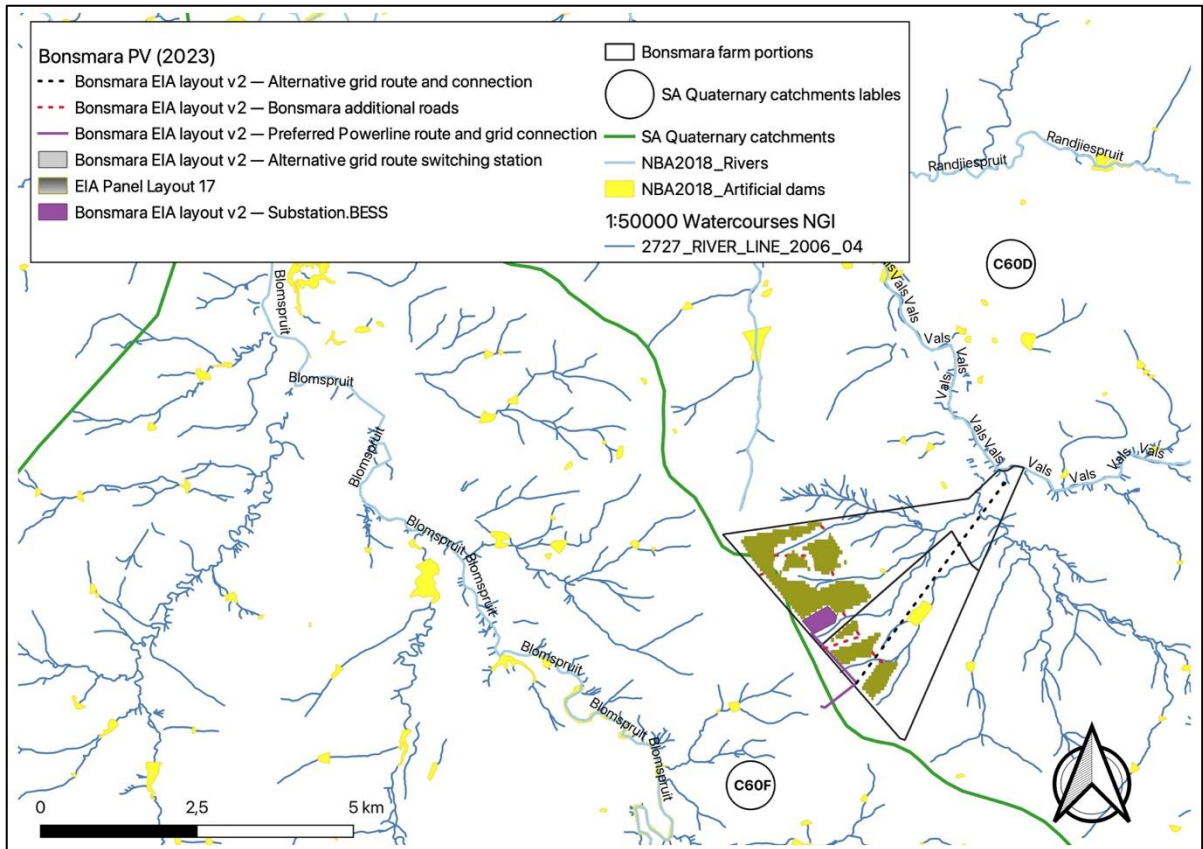 Bonsmara PV (2023)
Bonsmara EIA layout v2 — Alternative grid route and connection
Bonsmara EIA layout v2 — Bonsmara additional roads
Bonsmara EIA layout v2 — Preferred Powerline route and grid connection
Bonsmara EIA layout v2 — Alternative grid route switching station
EIA Panel Layout 17
Bonsmara EIA layout v2 — Substation.BESS
Bonsmara farm portions
SA Quaternary catchments lables
SA Quaternary catchments
NBA2018_Rivers
NBA2018_Artificial dams
1:50000 Watercourses NGI
2727_RIVER_LINE_2006_04
Randjiespruit
Randjiespruit
C60D
Blomspruit
Vals
Vals
Vals
Vals
Blomspruit
Vals
Vals
Vals
Vals
Blomspruit
Vals
Vals
Vals
Blomspruit
Blomspruit
Blomspruit
Blomspruit
Blomspruit
C60F
0
2,5
5 km